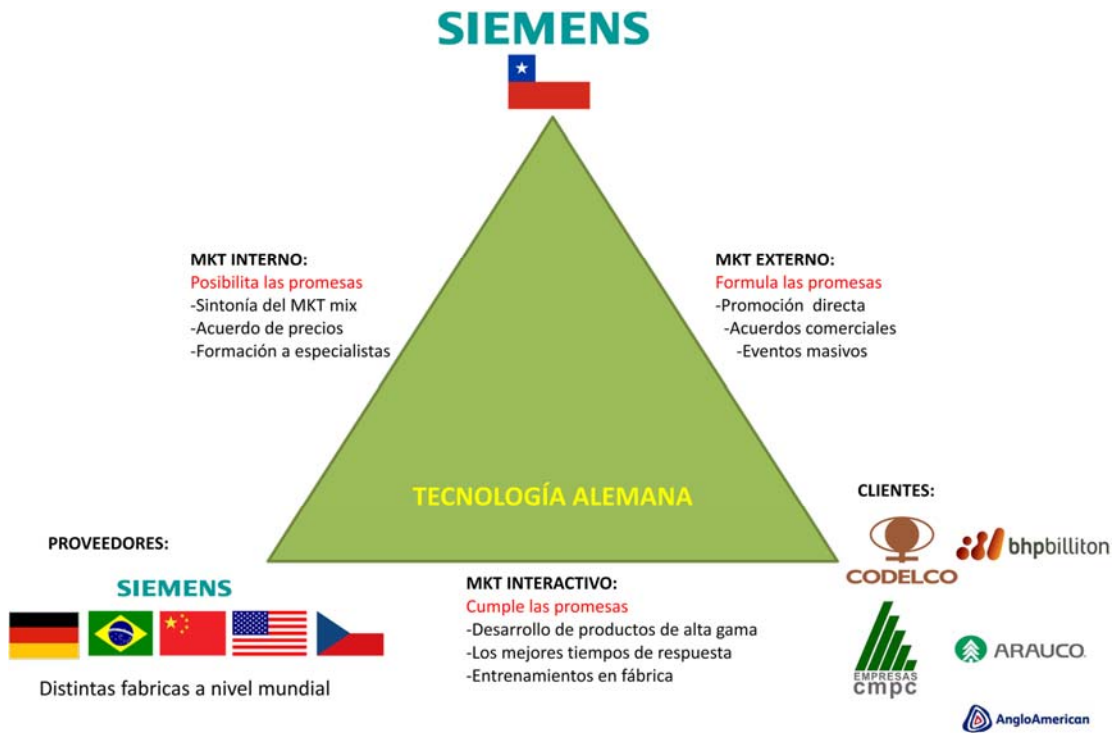 SIEMENS
MKT INTERNO:
Posibilita las promesas
-Sintonía del MKT mix
-Acuerdo de precios
-Formación a especialistas
MKT EXTERNO:
Formula las promesas
-Promoción directa
-Acuerdos comerciales
-Eventos masivos
TECNOLOGÍA ALEMANA
PROVEEDORES:
SIEMENS
Distintas fabricas a nivel mundial
MKT INTERACTIVO:
Cumple las promesas
-Desarrollo de productos de alta gama
-Los mejores tiempos de respuesta
-Entrenamientos en fábrica
CLIENTES:
CODELCO
bhpbilliton
EMPRESAS
cmpc
ARAUCO
AngloAmerican